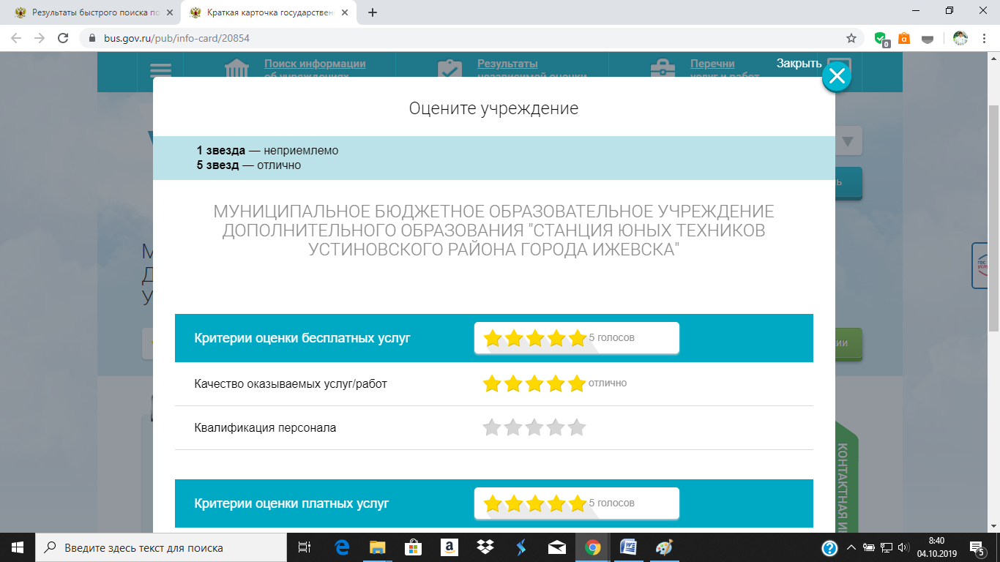 Результаты быстрого поиска по
Краткая карточка государствен
bus.gov.ru/pub/info-card/20854
0
Поиск информации
об учреждениях
Результаты
независимой оценки
Перечни
услуг и работ
Закрыть
Оцените учреждение
1 звезда — неприемлемо
5 звезд — отлично
МУНИЦИПАЛЬНОЕ БЮДЖЕТНОЕ ОБРАЗОВАТЕЛЬНОЕ УЧРЕЖДЕНИЕ
ДОПОЛНИТЕЛЬНОГО ОБРАЗОВАНИЯ "СТАНЦИЯ ЮНЫХ ТЕХНИКОВ
УСТИНОВСКОГО РАЙОНА ГОРОДА ИЖЕВСКА"
Критерии оценки бесплатных услуг 5 голосов
Качество оказываемых услуг/работ отлично
Квалификация персонала
Критерии оценки платных услуг 5 голосов
КОНТАКТНАЯ И
Введите здесь текст для поиска
8:40
04.10.2019
5